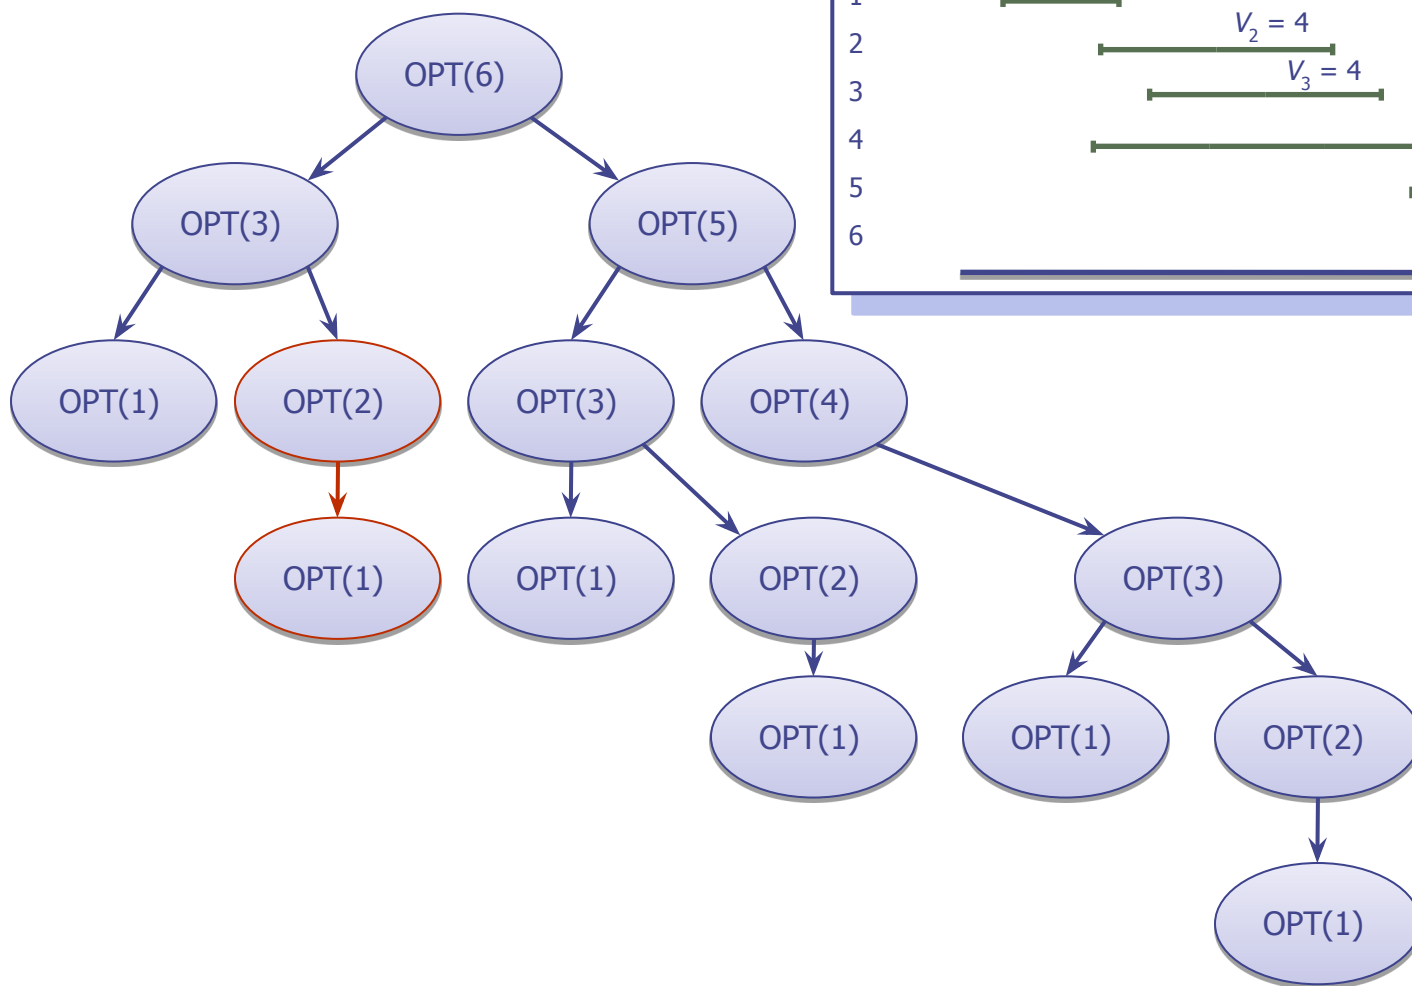 1
V2 = 4
2
V3 = 4
3
4
5
6
OPT(6)
OPT(3)
OPT(5)
OPT(1)
OPT(2)
OPT(3)
OPT(4)
OPT(1)
OPT(1)
OPT(2)
OPT(3)
OPT(1)
OPT(1)
OPT(2)
OPT(1)